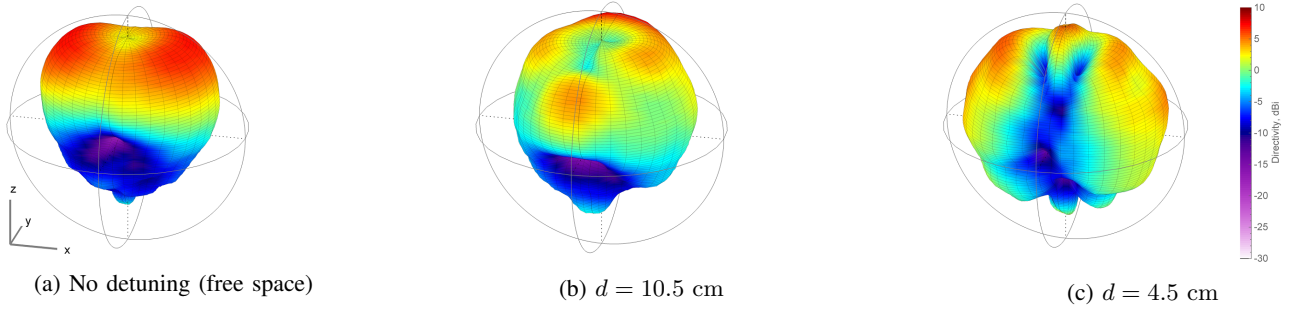 10
5
0
-5
-10
-15
-20
-25
-30
Directivity, dBi
z
y
x
(a) No detuning (free space)
(b) d = 10.5 cm
(c) d = 4.5 cm